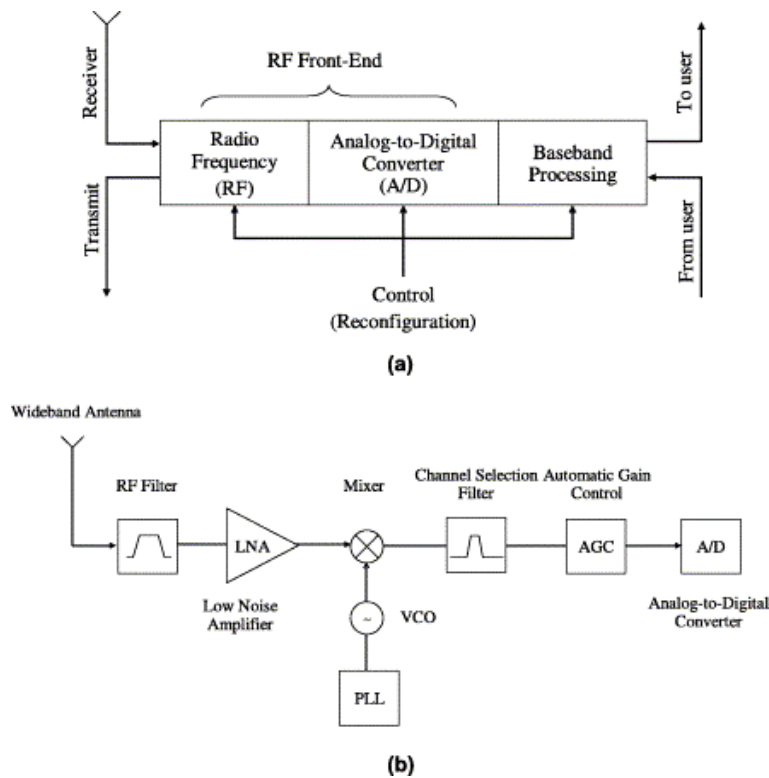 RF Front-End
Receiver
To user
Radio
Frequency
(RF)
Analog-to-Digital
Converter
(A/D)
Baseband
Processing
Transmit
From user
Control
(Reconfiguration)
(a)
Wideband Antenna
RF Filter
Mixer
Channel Selection
Filter
Automatic Gain
Control
LNA
AGC
A/D
Low Noise
Amplifier
VCO
Analog-to-Digital
Converter
~
PLL
(b)